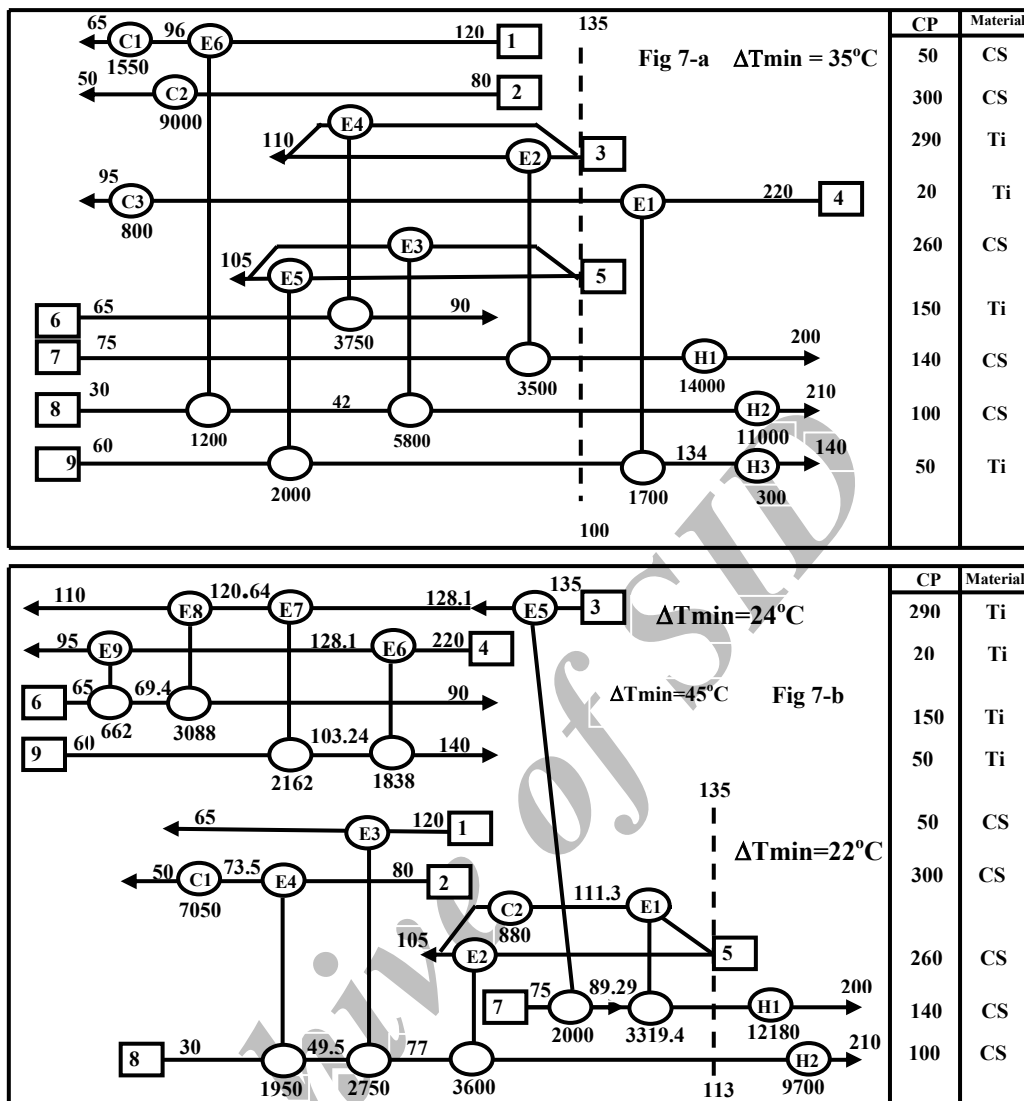 CP Material
65 96 120 135
C1 E6 1
1550
Fig 7-a ΔTmin = 35°C
50 CS
50 80
C2 2
9000
300 CS
E4
110 3
E2
290 Ti
95 220
C3 E1 4
800
20 Ti
E3
105 5
E5
260 CS
65 90
6
3750
150 Ti
75 200
7 H1
3500 14000
140 CS
30 42 210
8 H2
1200 5800 11000
100 CS
60 134 140
9 H3
2000 1700 300
50 Ti
100
CP Material
110 120.64 128.1 135
E8 E7 E5 3
ΔTmin=24°C
290 Ti
95 128.1 220
E9 E6 4
20 Ti
65 69.4 90
6
662 3088
ΔTmin=45°C Fig 7-b
150 Ti
60 103.24 140
9
2162 1838
50 Ti
135
65 120
E3 1
50 CS
ΔTmin=22°C
50 73.5 80
C1 E4 2
7050
300 CS
111.3
C2 E1
880
105 5
E2
260 CS
75 89.29 200
7 H1
2000 3319.4 12180
140 CS
30 49.5 77 210
8 H2
1950 2750 3600 9700
100 CS
113
Archive of SID